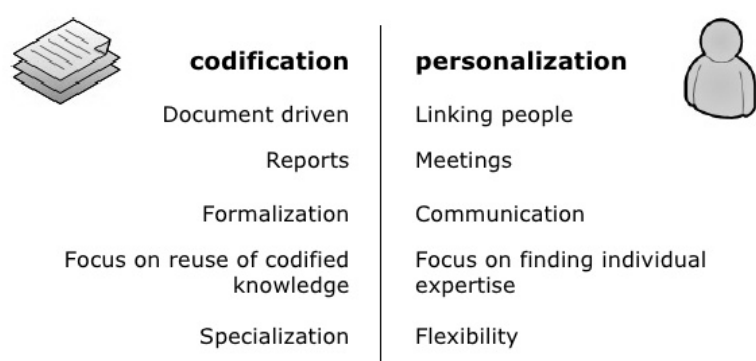 codification
Document driven
Reports
Formalization
Focus on reuse of codified
knowledge
Specialization
personalization
Linking people
Meetings
Communication
Focus on finding individual
expertise
Flexibility